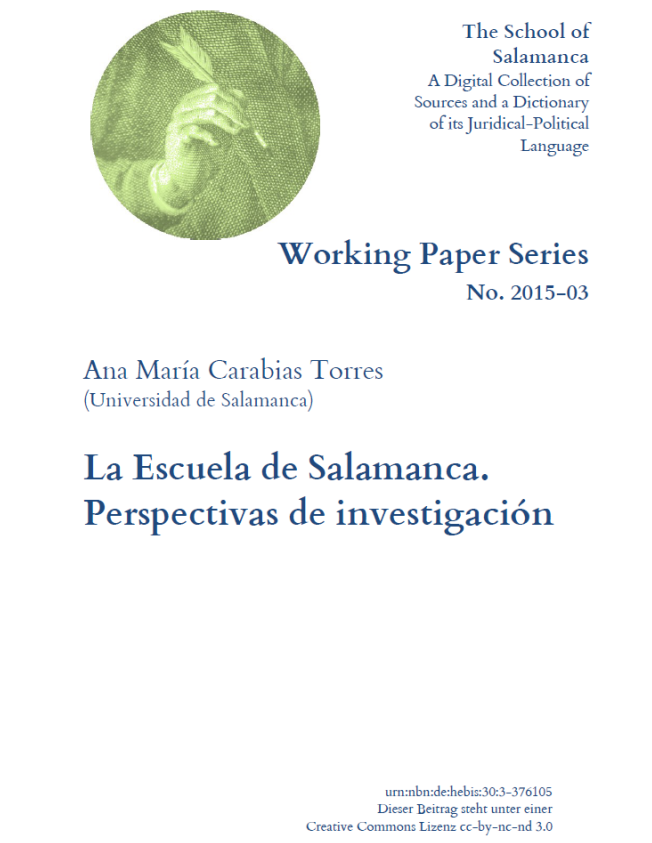 The School of
Salamanca
A Digital Collection of
Sources and a Dictionary
of its Juridical-Political
Language
Working Paper Series
No. 2015-03
Ana María Carabias Torres
(Universidad de Salamanca)
La Escuela de Salamanca.
Perspectivas de investigación
urn:nbn:de:hebis:30:3-376105
Dieser Beitrag steht unter einer
Creative Commons Lizenz cc-by-nc-nd 3.0